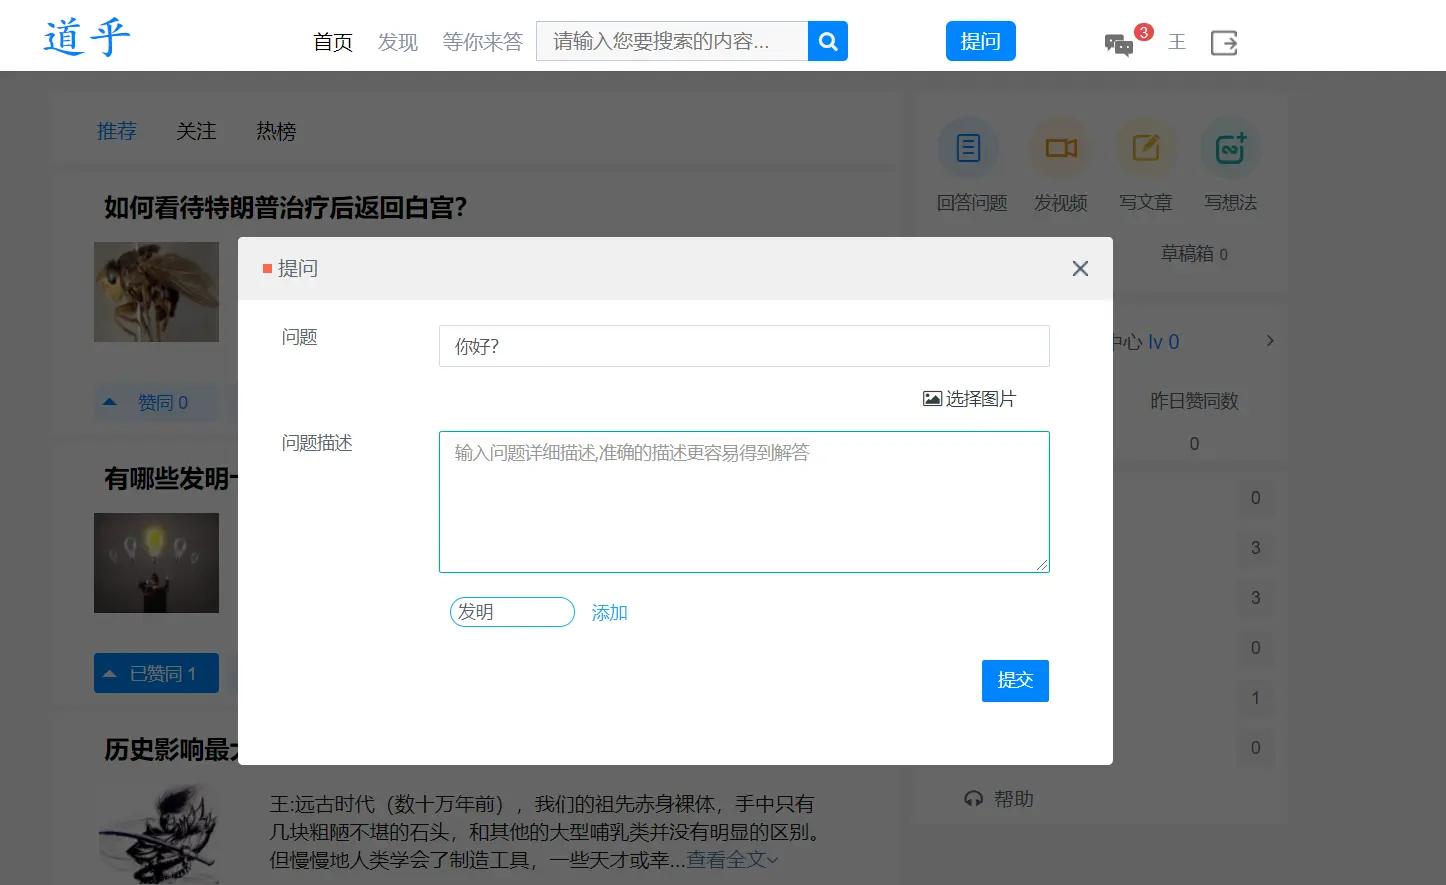 道乎
首页 发现 等你来答 请输入您要搜索的内容... 提问 3 王
推荐 关注 热榜
回答问题 发视频 写文章 写想法
草稿箱 0
如何看待特朗普治疗后返回白宫?
赞同 0
中心 lv 0
昨日赞同数
0
提问
问题
你好?
选择图片
问题描述
输入问题详细描述,准确的描述更容易得到解答
发明 添加
提交
有哪些发明
已赞同 1
0
3
3
0
1
0
帮助
历史影响最大
王:远古时代（数十万年前），我们的祖先赤身裸体，手中只有
几块粗陋不堪的石头，和其他的大型哺乳类并没有明显的区别。
但慢慢地人类学会了制造工具，一些天才或幸...查看全文